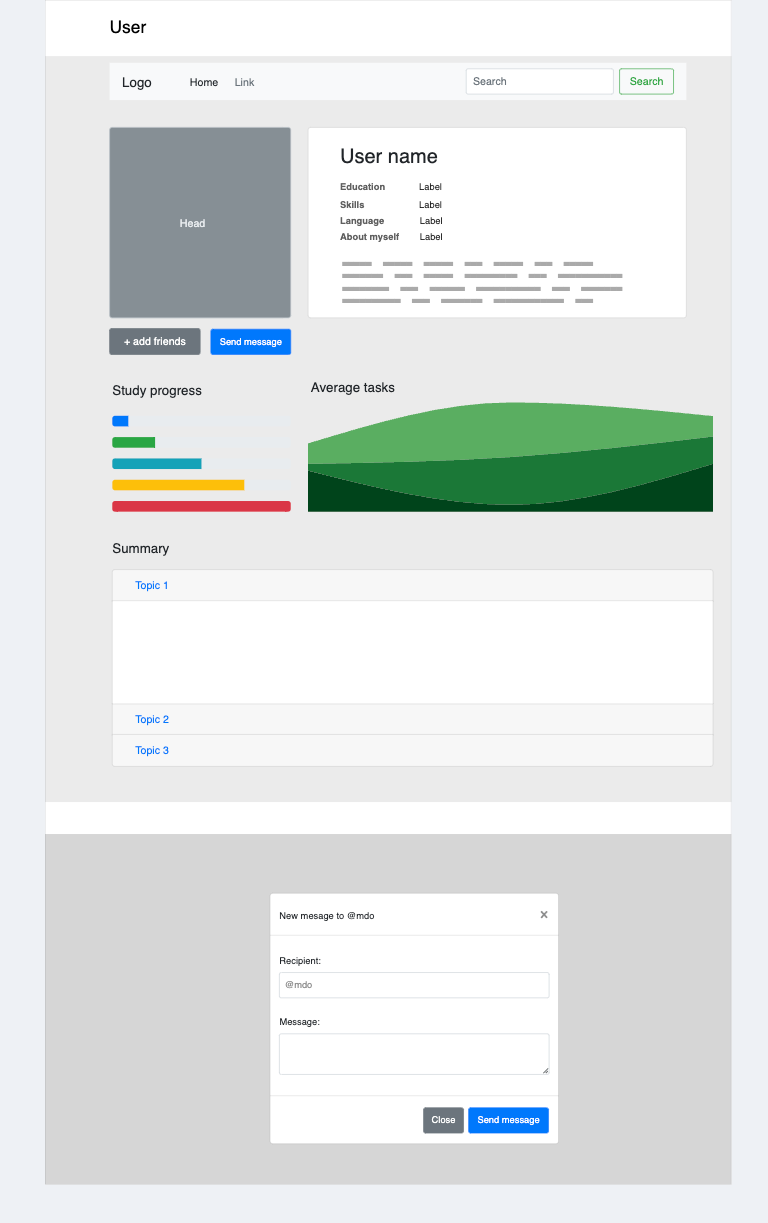 User
Logo Home Link Search Search
Head
User name
Education Label
Skills Label
Language Label
About myself Label
+ add friends Send message
Study progress
Average tasks
Summary
Topic 1
Topic 2
Topic 3
New mesage to @mdo ×
Recipient:
@mdo
Message:
Close Send message